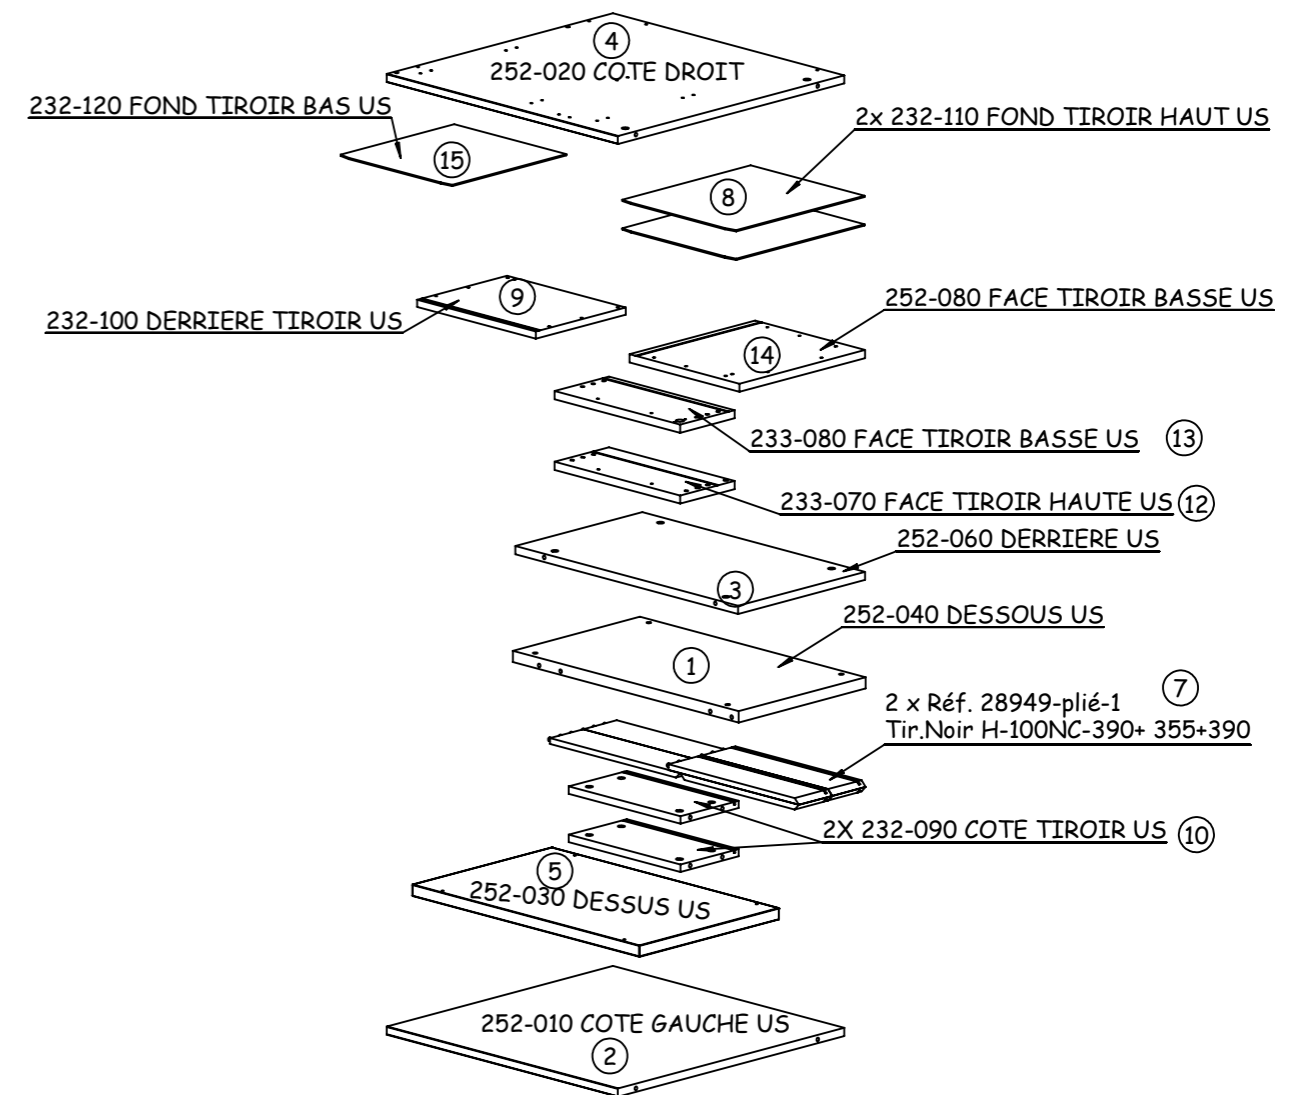 4
252-020 COTE DROIT
232-120 FOND TIROIR BAS US
15
2x 232-110 FOND TIROIR HAUT US
8
9
232-100 DERRIERE TIROIR US
252-080 FACE TIROIR BASSE US
14
233-080 FACE TIROIR BASSE US 13
233-070 FACE TIROIR HAUTE US 12
252-060 DERRIERE US
3
252-040 DESSOUS US
1
2 x Réf. 28949-plié-1 7
Tir.Noir H-100NC-390+ 355+390
2X 232-090 COTE TIROIR US 10
5
252-030 DESSUS US
252-010 COTE GAUCHE US
2